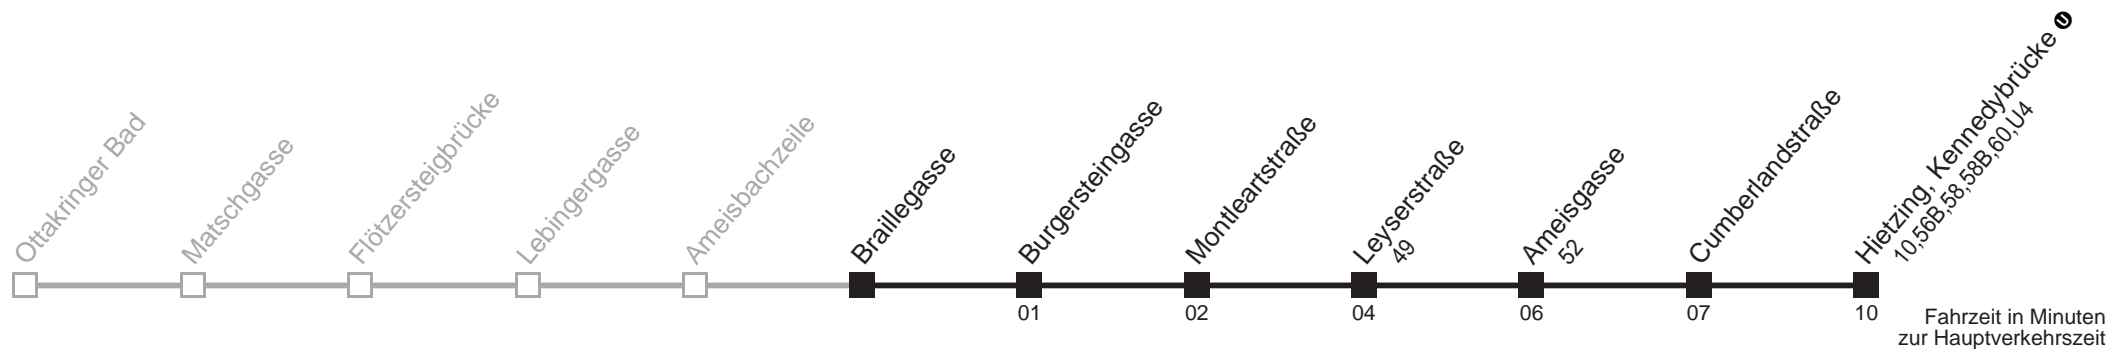 Ottakringer Bad
Matschgasse
Flötzersteigbrücke
Lebingergasse
Ameisbachzeile
Braillegasse
Burgersteingasse
Montleartstraße
Leyserstraße
49
Ameisgasse
52
Cumberlandstraße
Hietzing, Kennedybrücke U
10,56B,58,58B,60,U4
01
02
04
06
07
10
Fahrzeit in Minuten
zur Hauptverkehrszeit